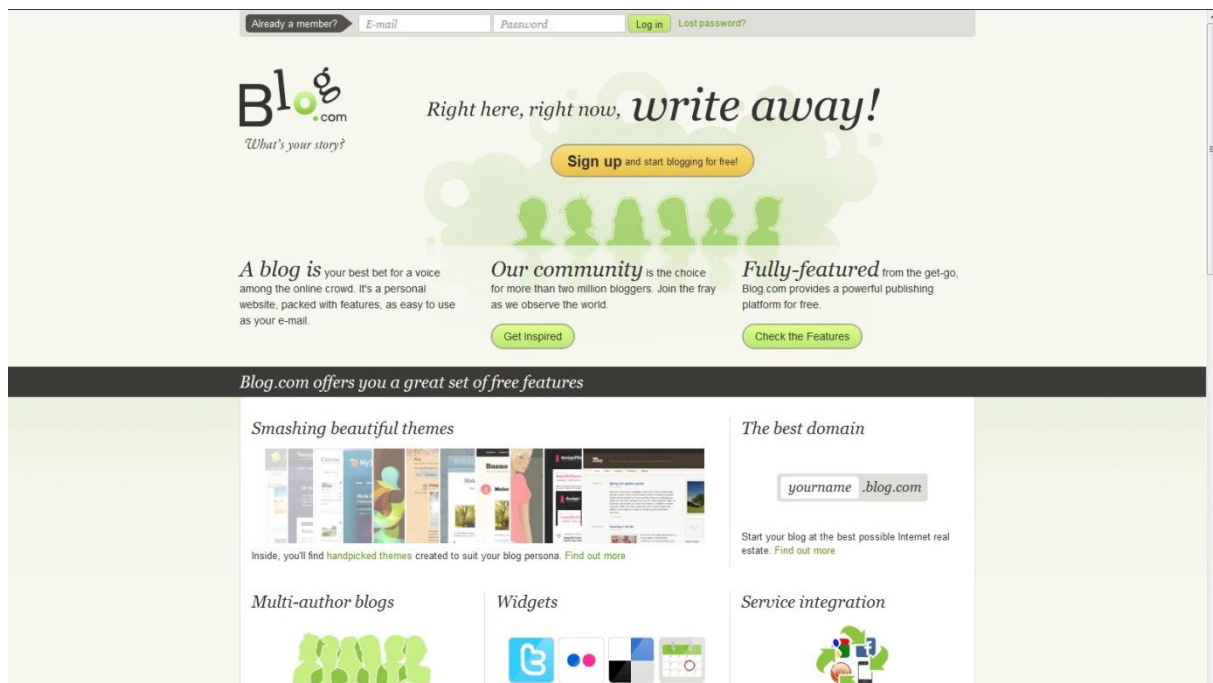 Already a member? E-mail Password Log in Lost password?
Blog
.com
What's your story?
Right here, right now, write away!
Sign up and start blogging for free!
A blog is your best bet for a voice
among the online crowd. It's a personal
website, packed with features, as easy to use
as your e-mail.
Our community is the choice
for more than two million bloggers. Join the fray
as we observe the world.
Get Inspired
Fully-featured from the get-go,
Blog.com provides a powerful publishing
platform for free.
Check the Features
Blog.com offers you a great set of free features
Smashing beautiful themes
Bueno
Inside, you'll find handpicked themes created to suit your blog persona. Find out more
The best domain
yourname .blog.com
Start your blog at the best possible Internet real
estate. Find out more
Multi-author blogs
Widgets
Service integration